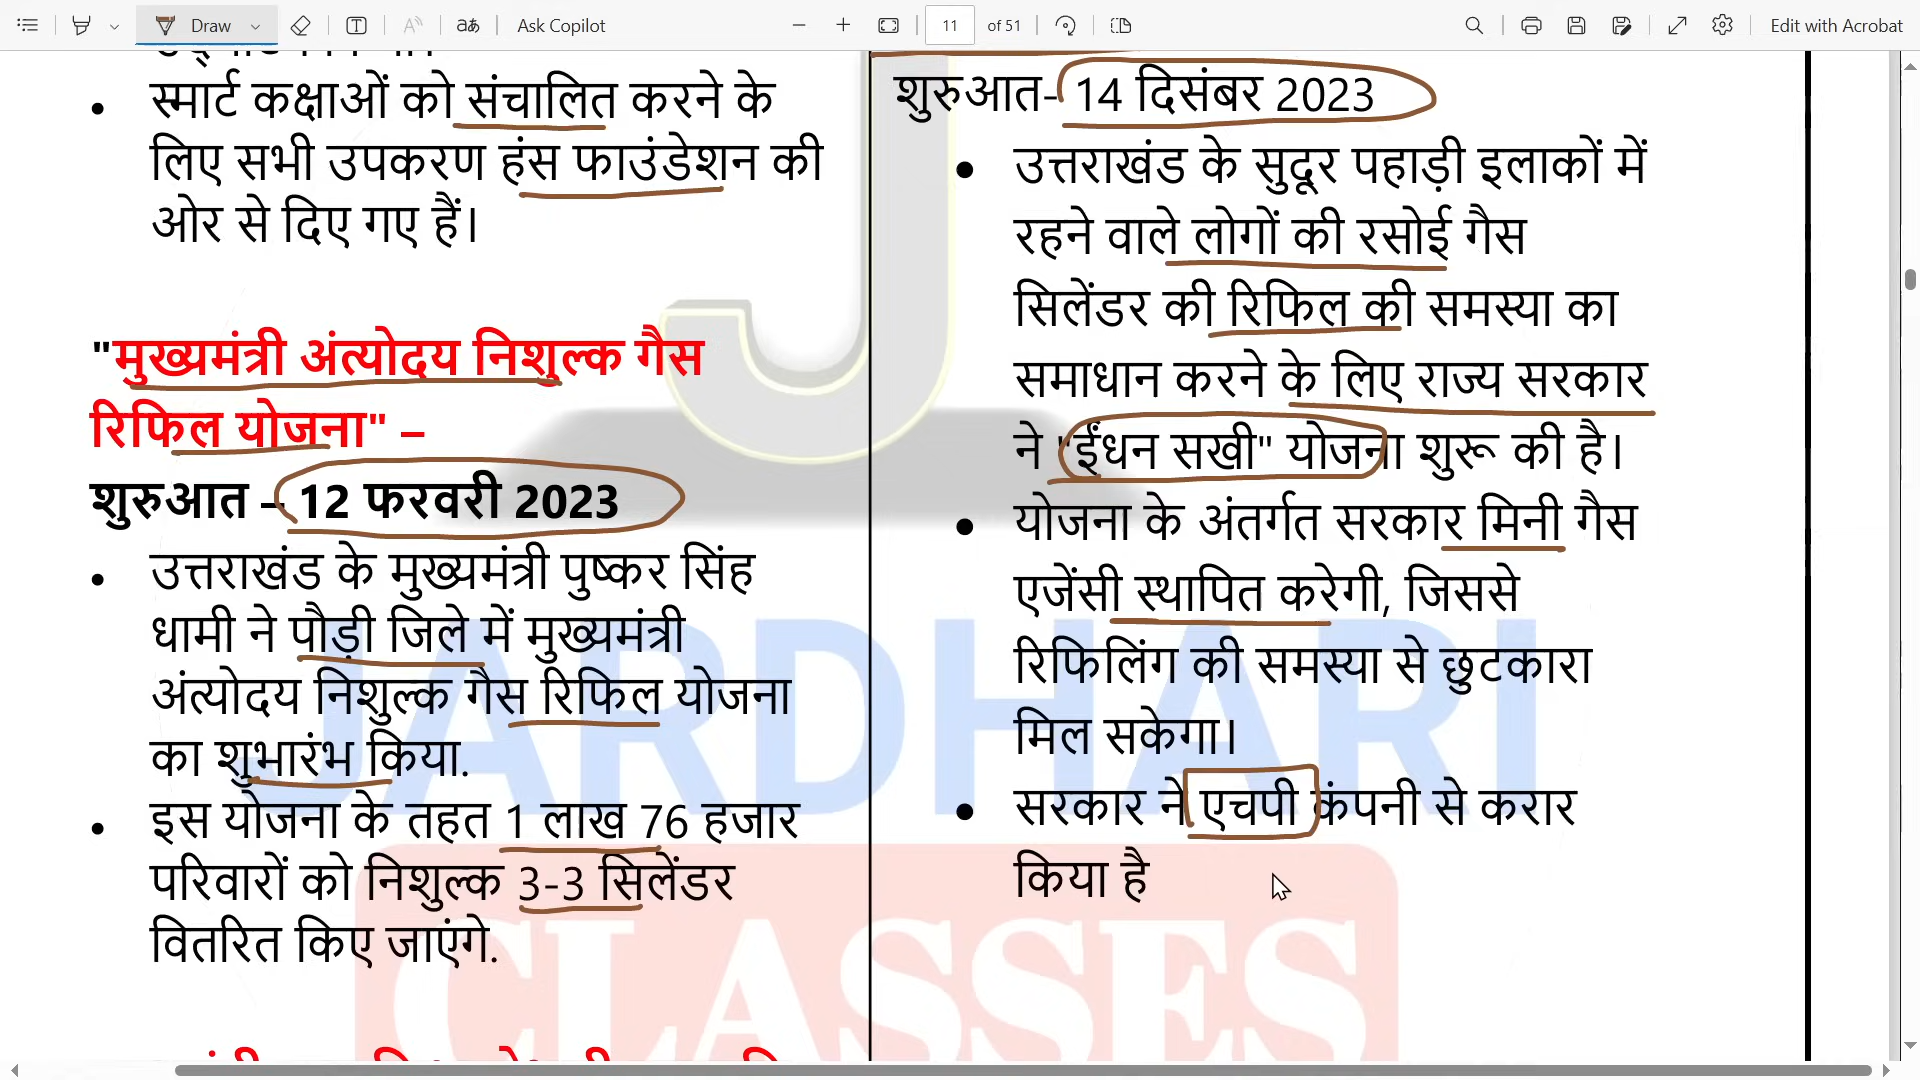 Draw
Ask Copilot
11 of 51
Edit with Acrobat
स्मार्ट कक्षाओं को संचालित करने के
लिए सभी उपकरण हंस फाउंडेशन की
ओर से दिए गए हैं।
"मुख्यमंत्री अंत्योदय निशुल्क गैस
रिफिल योजना" –
शुरुआत – 12 फरवरी 2023
उत्तराखंड के मुख्यमंत्री पुष्कर सिंह
धामी ने पौड़ी जिले में मुख्यमंत्री
अंत्योदय निशुल्क गैस रिफिल योजना
का शुभारंभ किया.
इस योजना के तहत 1 लाख 76 हजार
परिवारों को निशुल्क 3-3 सिलेंडर
वितरित किए जाएंगे.
शुरुआत- 14 दिसंबर 2023
उत्तराखंड के सुदूर पहाड़ी इलाकों में
रहने वाले लोगों की रसोई गैस
सिलेंडर की रिफिल की समस्या का
समाधान करने के लिए राज्य सरकार
ने "ईंधन सखी" योजना शुरू की है।
योजना के अंतर्गत सरकार मिनी गैस
एजेंसी स्थापित करेगी, जिससे
रिफिलिंग की समस्या से छुटकारा
मिल सकेगा।
सरकार ने एचपी कंपनी से करार
किया है
JARDHARI
CLASSES